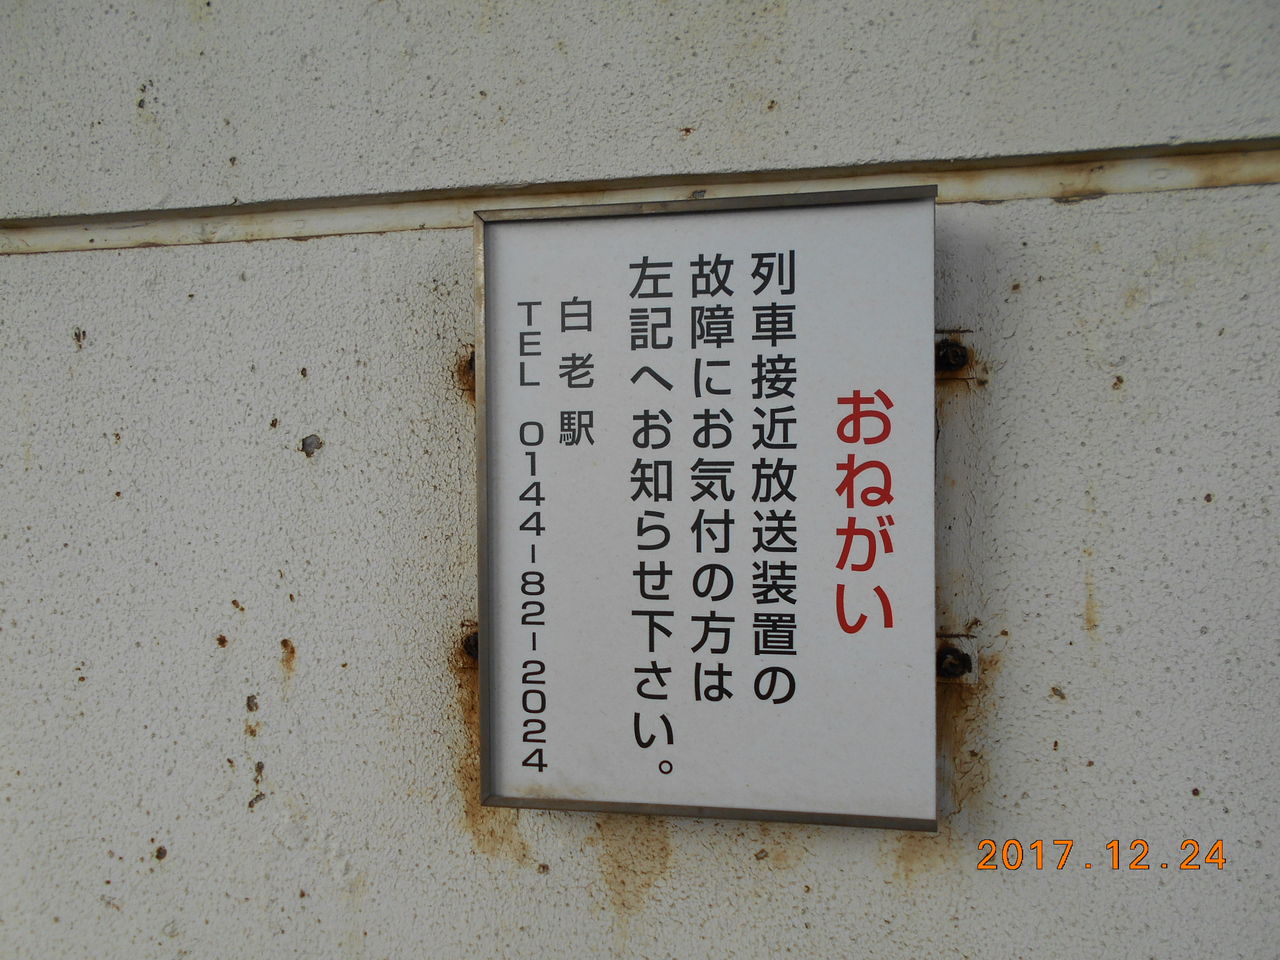 おねがい
列車接近放送装置の
故障にお気付の方は
左記へお知らせ下さい。
白老駅
TEL 0144-82-2024
2017.12.24